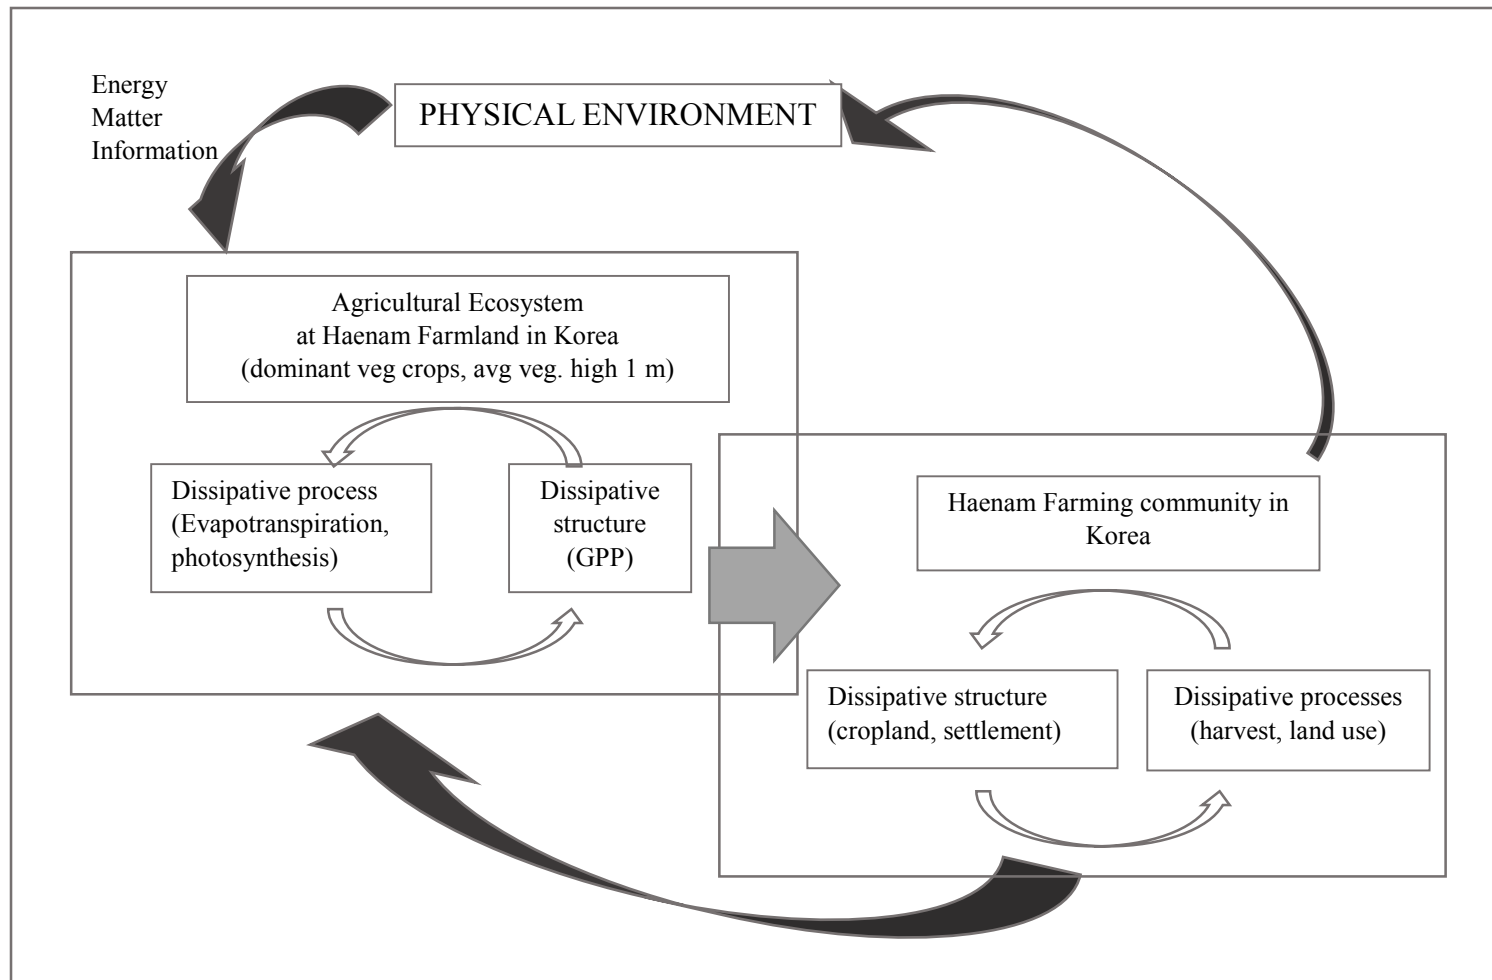 Energy
Matter
Information
PHYSICAL ENVIRONMENT
Agricultural Ecosystem
at Haenam Farmland in Korea
(dominant veg crops, avg veg. high 1 m)
Dissipative process
(Evapotranspiration,
photosynthesis)
Dissipative
structure
(GPP)
Haenam Farming community in
Korea
Dissipative structure
(cropland, settlement)
Dissipative processes
(harvest, land use)